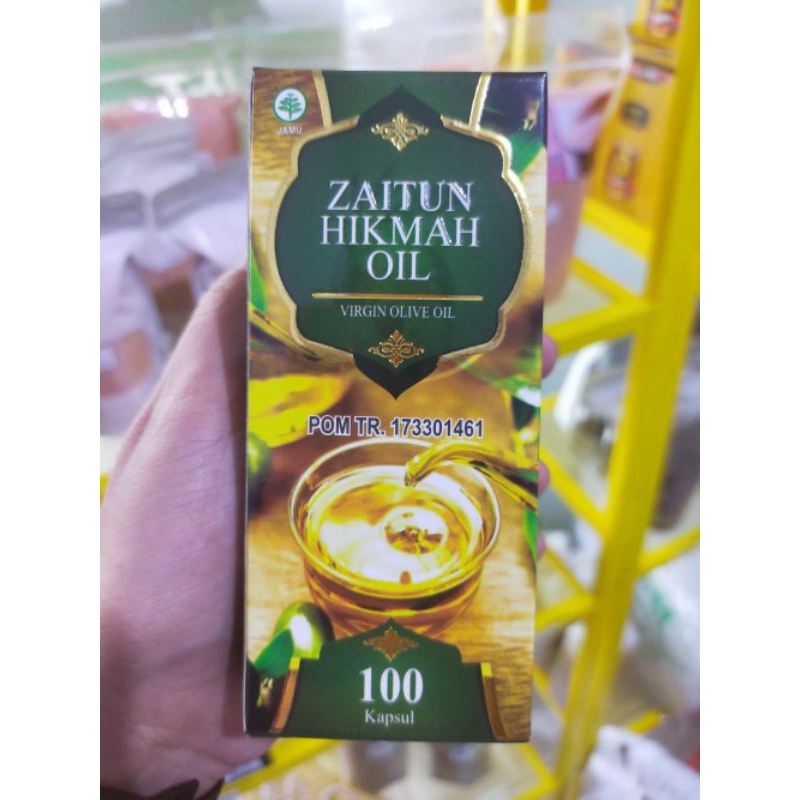 JAMU
ZAITUN
HIKMAH
OIL
VIRGIN OLIVE OIL
POM TR. 173301461
100
Kapsul